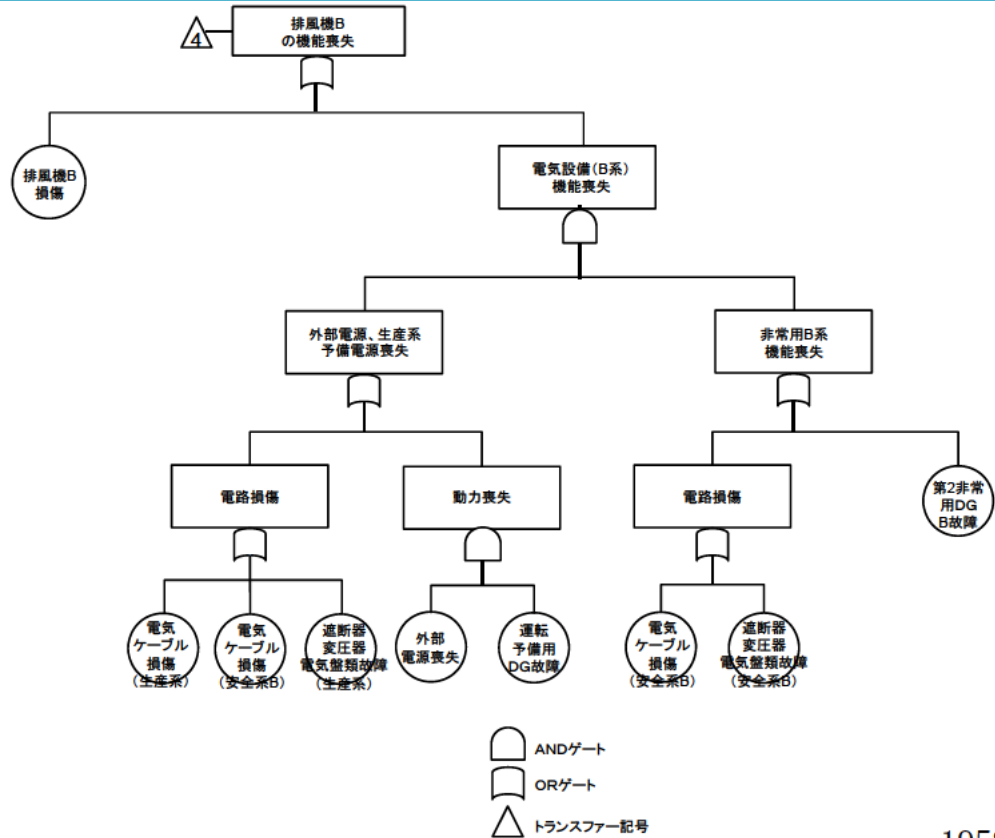 4
排風機B
の機能喪失
排風機B
損傷
電気設備(B系)
機能喪失
外部電源、生産系
予備電源喪失
非常用B系
機能喪失
電路損傷
動力喪失
電路損傷
第2非常
用DG
B故障
電気
ケーブル
損傷
(生産系)
電気
ケーブル
損傷
(安全系B)
遮断器
変圧器
電気盤類故障
(生産系)
外部
電源喪失
運転
予備用
DG故障
電気
ケーブル
損傷
(安全系B)
遮断器
変圧器
電気盤類故障
(安全系B)
ANDゲート
ORゲート
トランスファー記号